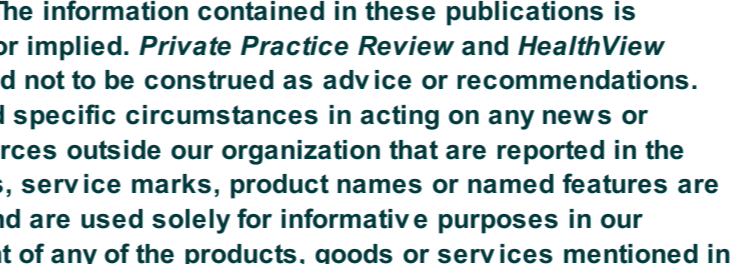 The information contained in these publications is
or implied. Private Practice Review and HealthView
d not to be construed as advice or recommendations.
d specific circumstances in acting on any news or
rces outside our organization that are reported in the
s, service marks, product names or named features are
nd are used solely for informative purposes in our
nt of any of the products, goods or services mentioned in